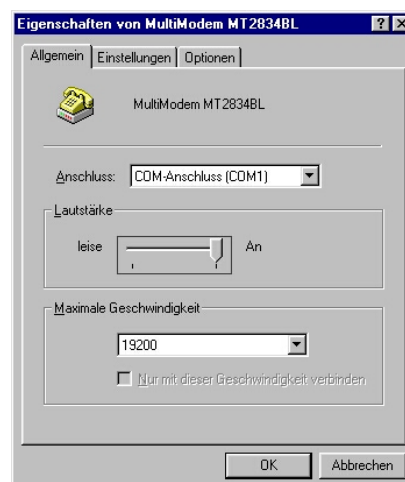 Eigenschaften von MultiModem MT2834BL
Allgemein Einstellungen Optionen
MultiModem MT2834BL
Anschluss: COM-Anschluss (COM1)
Lautstärke
leise An
Maximale Geschwindigkeit
19200
Nur mit dieser Geschwindigkeit verbinden
OK Abbrechen